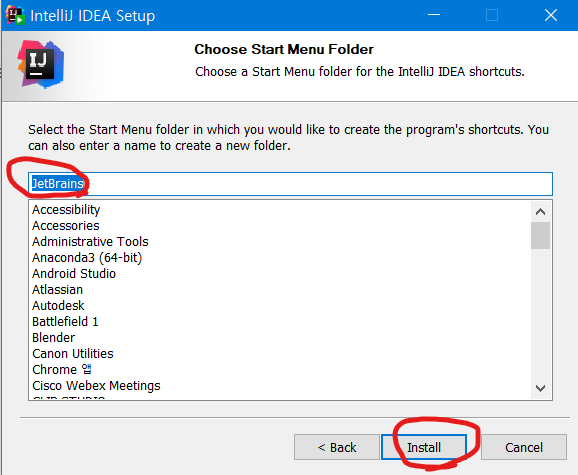 IntelliJ IDEA Setup
IJ
Choose Start Menu Folder
Choose a Start Menu folder for the IntelliJ IDEA shortcuts.
Select the Start Menu folder in which you would like to create the program's shortcuts. You
can also enter a name to create a new folder.
JetBrains
Accessibility
Accessories
Administrative Tools
Anaconda3 (64-bit)
Android Studio
Atlassian
Autodesk
Battlefield 1
Blender
Canon Utilities
Chrome 앱
Cisco Webex Meetings
CLIP STUDIO
< Back
Install
Cancel